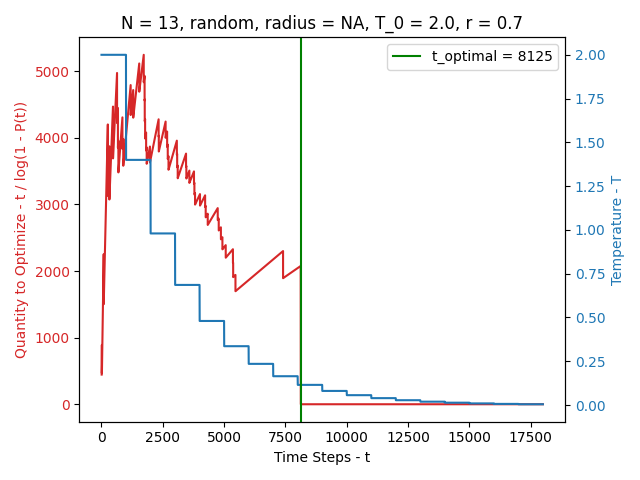 N = 13, random, radius = NA, T_0 = 2.0, r = 0.7
t_optimal = 8125
Quantity to Optimize - t / log(1 - P(t))
5000
4000
3000
2000
1000
0
2.00
1.75
1.50
1.25
1.00
0.75
0.50
0.25
0.00
Temperature - T
0 2500 5000 7500 10000 12500 15000 17500
Time Steps - t